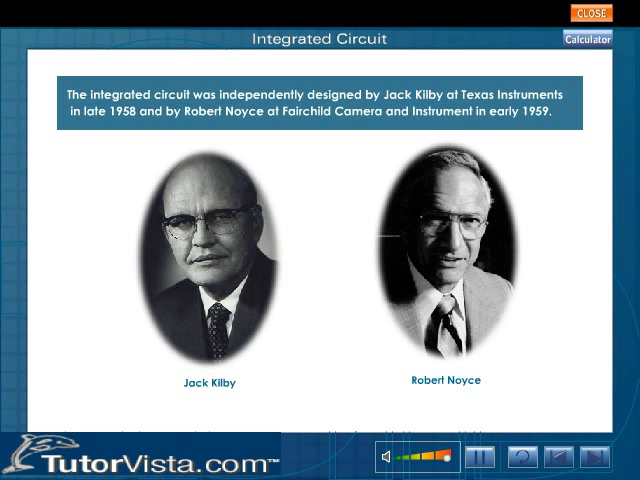 CLOSE
Integrated Circuit
Calculator
The integrated circuit was independently designed by Jack Kilby at Texas Instruments
in late 1958 and by Robert Noyce at Fairchild Camera and Instrument in early 1959.
Jack Kilby
Robert Noyce
TutorVista.com™